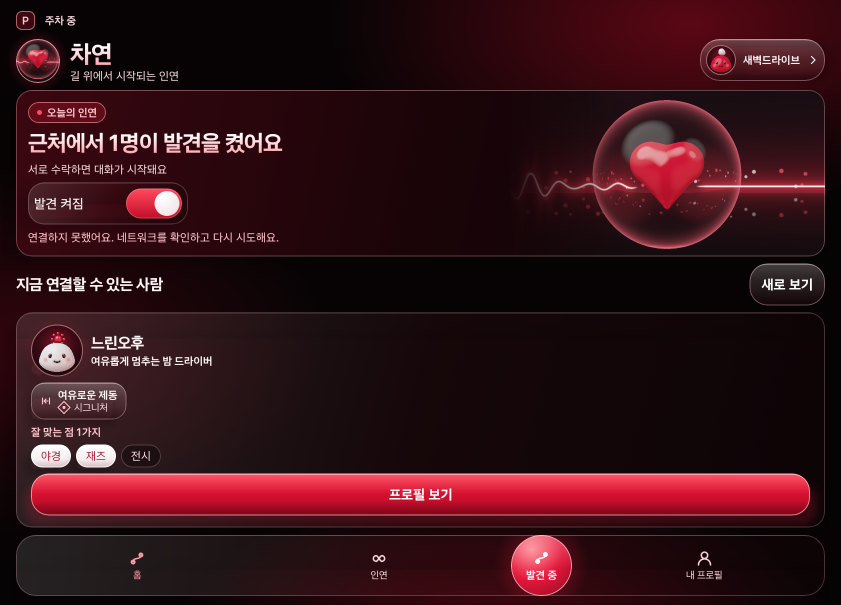 P 주차 중
차연
길 위에서 시작되는 인연
새벽드라이브
오늘의 인연
근처에서 1명이 발견을 켰어요
서로 수락하면 대화가 시작돼요
발견 켜짐
연결하지 못했어요. 네트워크를 확인하고 다시 시도해요.
지금 연결할 수 있는 사람
새로 보기
느린오후
여유롭게 멈추는 밤 드라이버
여유로운 제동
시그니처
잘 맞는 점 1가지
야경 재즈 전시
프로필 보기
홈 인연 발견 중 내 프로필